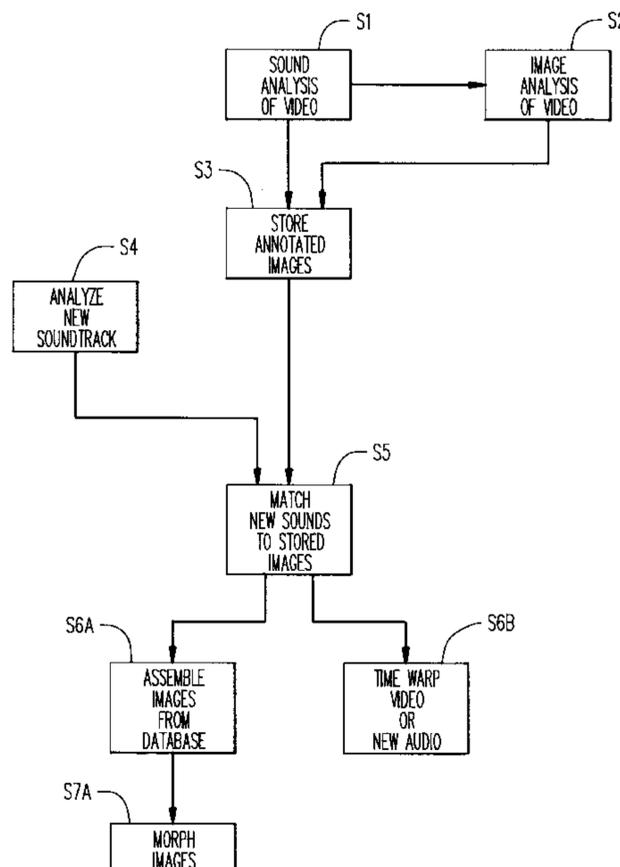 S1
S2
SOUND
ANALYSIS
OF VIDEO
IMAGE
ANALYSIS
OF VIDEO
S3
STORE
ANNOTATED
IMAGES
S4
ANALYZE
NEW
SOUNDTRACK
S5
MATCH
NEW SOUNDS
TO STORED
IMAGES
S6A
S6B
ASSEMBLE
IMAGES
FROM
DATABASE
TIME WARP
VIDEO
OR
NEW AUDIO
S7A
MORPH
IMAGES